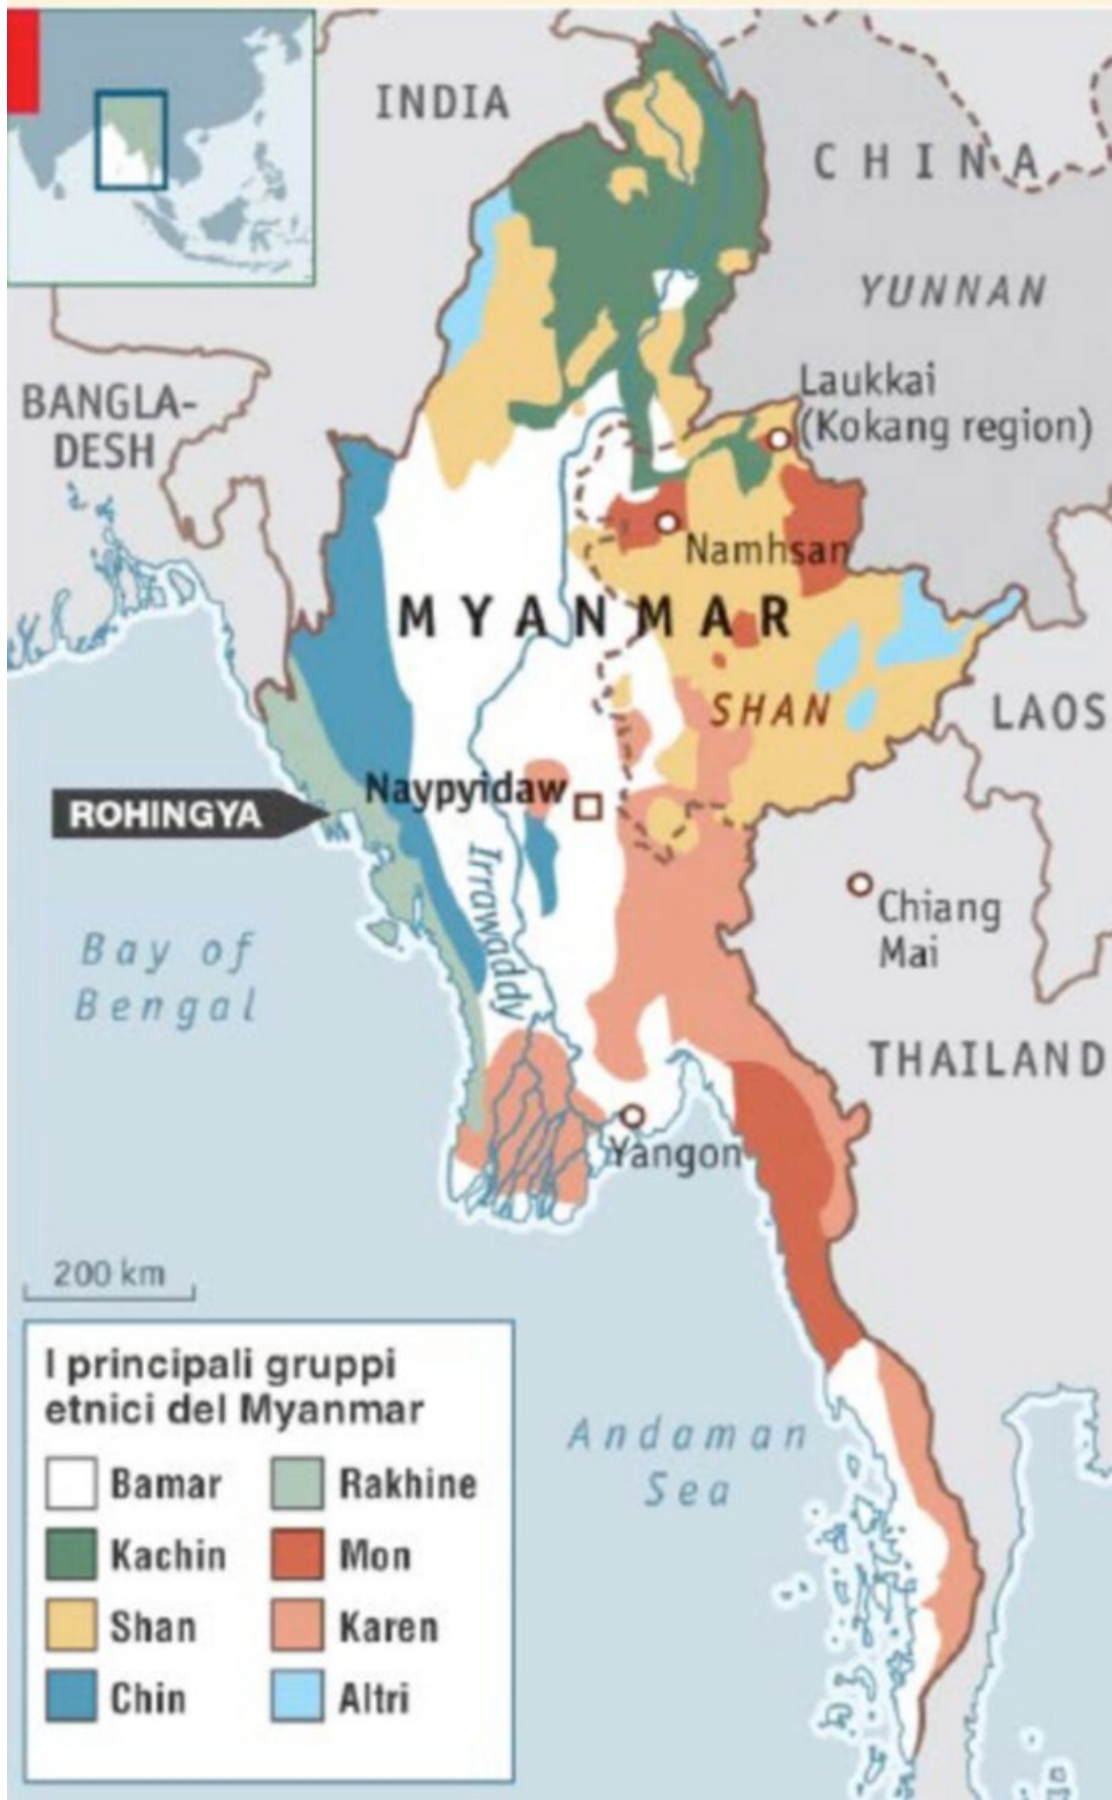 INDIA
CHINA
YUNNAN
BANGLA-
DESH
Laukkai
(Kokang region)
Namhsan
MYANMAR
SHAN
LAOS
Naypyidaw
ROHINGYA
Irrawaddy
Chiang
Mai
Bay of
Bengal
THAILAND
Yangon
200 km
Andaman
Sea
I principali gruppi
etnici del Myanmar
Bamar
Rakhine
Kachin
Mon
Shan
Karen
Chin
Altri